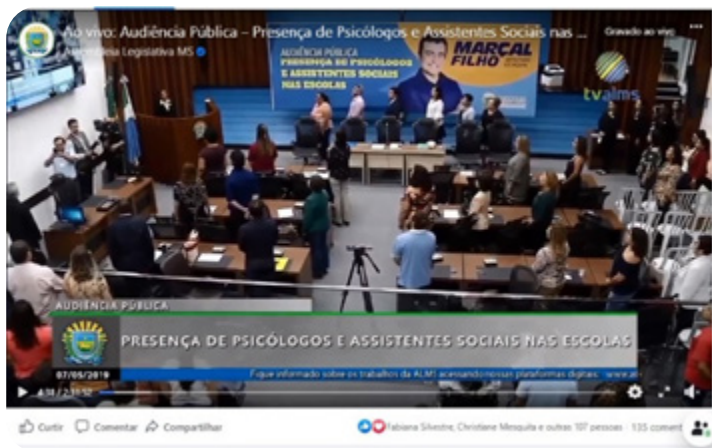 Ao vivo: Audiência Pública – Presença de Psicólogos e Assistentes Sociais nas ...
Gravado ao vivo
Assembleia Legislativa MS
AUDIÊNCIA PÚBLICA
PRESENÇA DE PSICÓLOGOS
E ASSISTENTES SOCIAIS
NAS ESCOLAS
MARÇAL
FILHO
tvalms
AUDIÊNCIA PÚBLICA
PRESENÇA DE PSICÓLOGOS E ASSISTENTES SOCIAIS NAS ESCOLAS
07/05/2019
Fique informado sobre os trabalhos da ALMS acessando nossas plataformas digitais:
Curtir
Comentar
Compartilhar
Fabiana Silvestre, Christiane Mesquita e outras 107 pessoas
135 coment